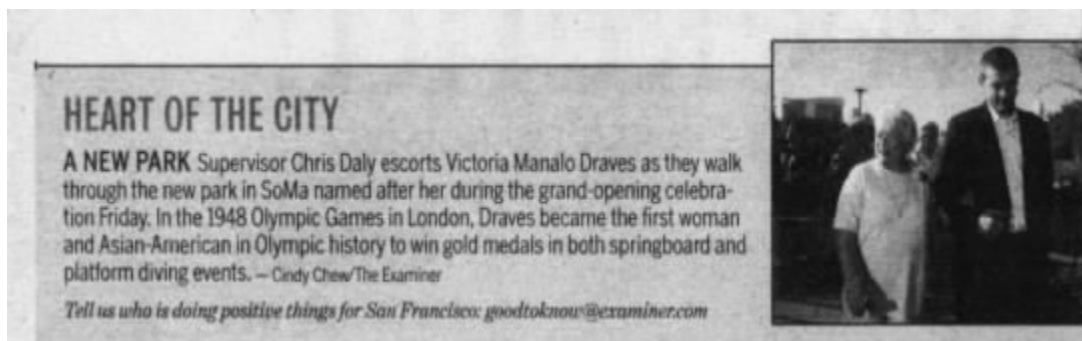 HEART OF THE CITY
A NEW PARK Supervisor Chris Daly escorts Victoria Manalo Draves as they walk
through the new park in SoMa named after her during the grand-opening celebra-
tion Friday. In the 1948 Olympic Games in London, Draves became the first woman
and Asian-American in Olympic history to win gold medals in both springboard and
platform diving events. — Cindy Chew/The Examiner
Tell us who is doing positive things for San Francisco: goodtoknow@examiner.com